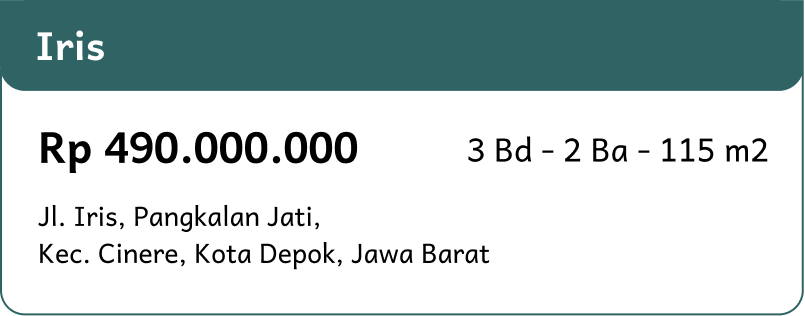 Iris
Rp 490.000.000
3 Bd - 2 Ba - 115 m2
Jl. Iris, Pangkalan Jati,
Kec. Cinere, Kota Depok, Jawa Barat